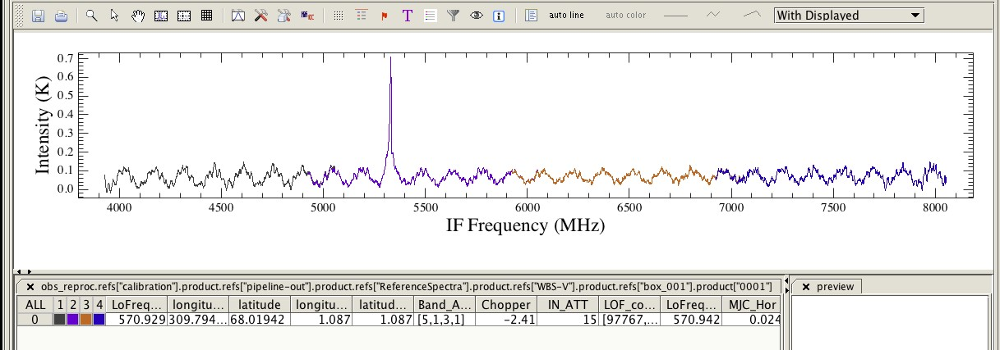 T
i
auto line
auto color
With Displayed
Intensity (K)
0.7
0.6
0.5
0.4
0.3
0.2
0.1
0.0
4000 4500 5000 5500 6000 6500 7000 7500 8000
IF Frequency (MHz)
obs_reproc.refs["calibration"].product.refs["pipeline-out"].product.refs["ReferenceSpectra"].product.refs["WBS-V"].product.refs["box_001"].product["0001"]
preview
ALL 1 2 3 4 LoFreq... longitu... latitude longitu... latitud... Band_A... Chopper IN_ATT LOF_co... LoFreq... MJC_Hor
0 570.929 309.794... 68.01942 1.087 1.087 [5,1,3,1] -2.41 15 [97767,... 570.942 0.024